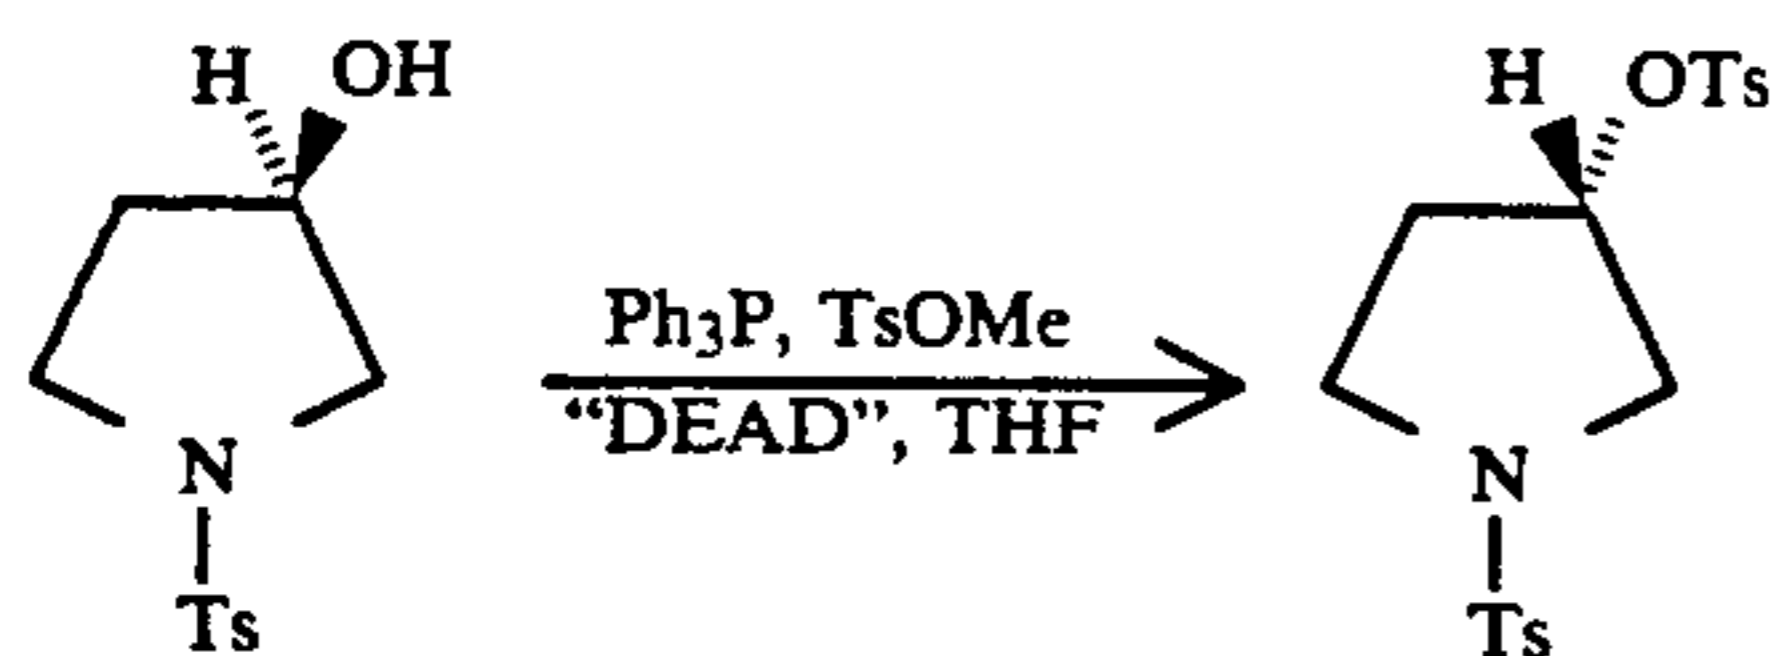 H OH
H OTs
Ph3P, TsOMe
“DEAD”, THF
N
N
Ts
Ts